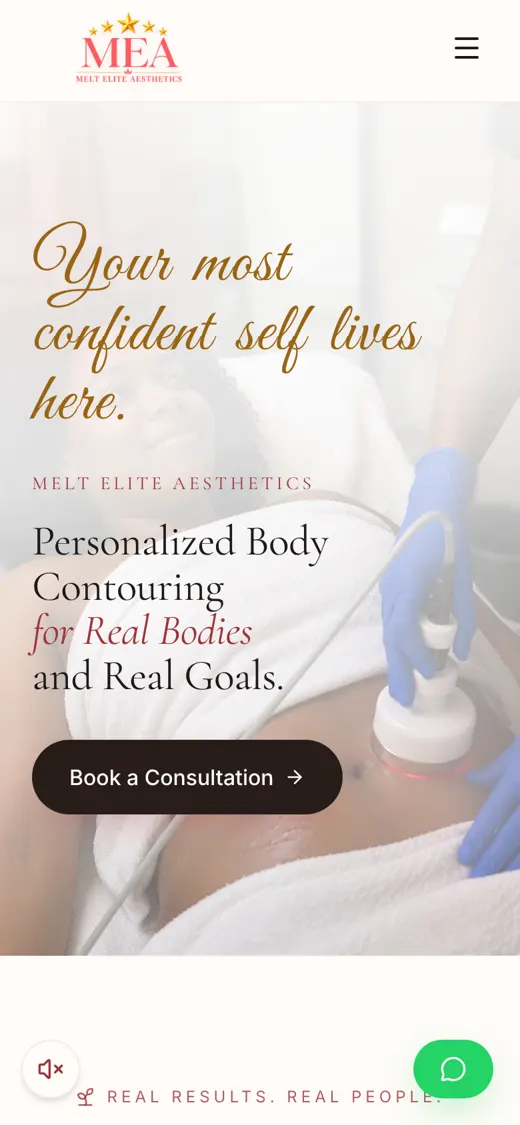 MEA
MELT ELITE AESTHETICS
Your most
confident self lives
here.
MELT ELITE AESTHETICS
Personalized Body
Contouring
for Real Bodies
and Real Goals.
Book a Consultation →
REAL RESULTS. REAL PEOPLE.